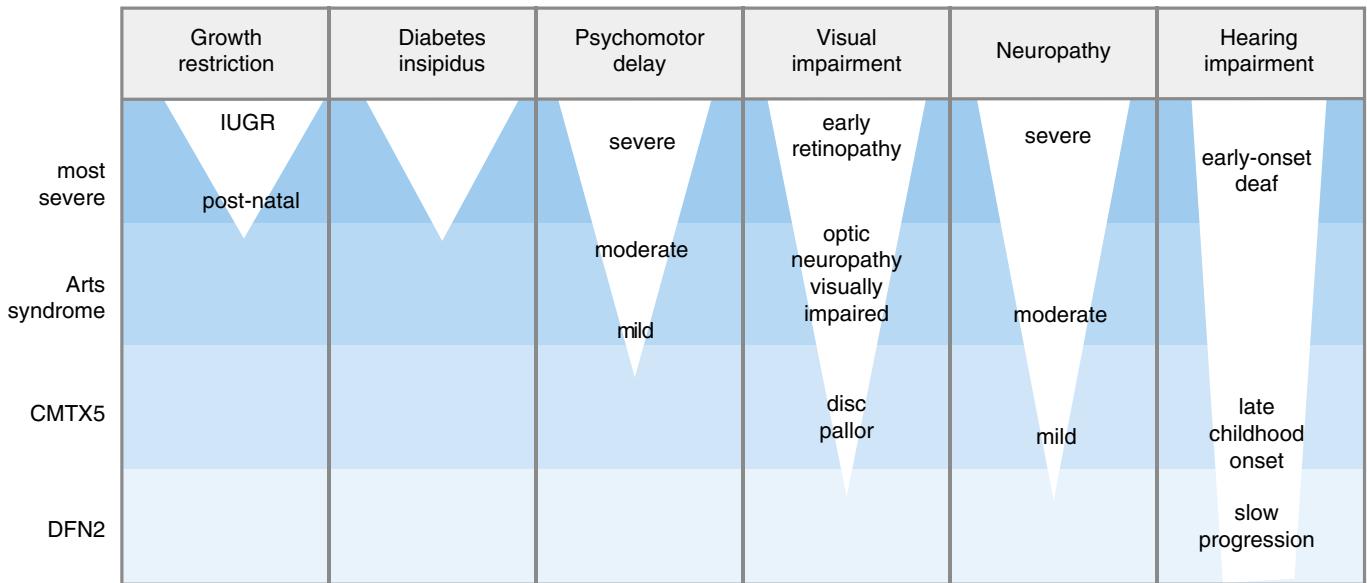 Growth
restriction
Diabetes
insipidus
Psychomotor
delay
Visual
impairment
Neuropathy
Hearing
impairment
most
severe
IUGR
post-natal
severe
early
retinopathy
severe
early-onset
deaf
Arts
syndrome
moderate
mild
optic
neuropathy
visually
impaired
moderate
CMTX5
disc
pallor
mild
late
childhood
onset
DFN2
slow
progression